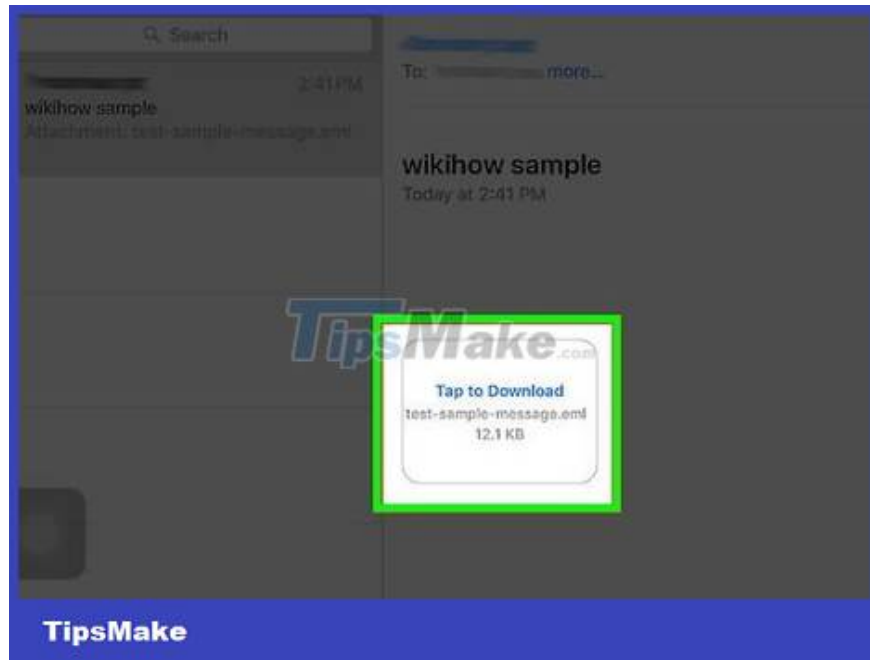 Search
2:41 PM
wikihow sample
Attachment: test-sample-message.eml
To: more...
wikihow sample
Today at 2:41 PM
TipsMake.com
Tap to Download
test-sample-message.eml
12.1 KB
TipsMake